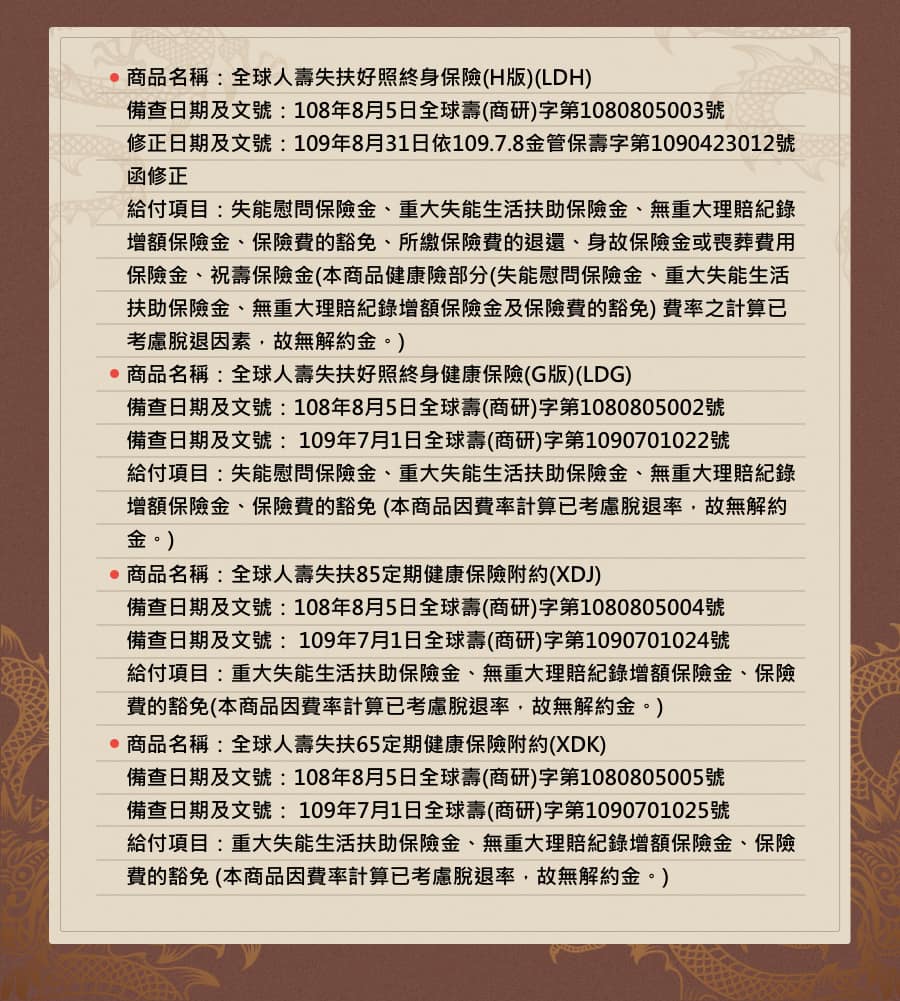 • 商品名稱：全球人壽失扶好照終身保險(H版)(LDH)
備查日期及文號：108年8月5日全球壽(商研)字第1080805003號
修正日期及文號：109年8月31日依109.7.8金管保壽字第1090423012號
函修正
給付項目：失能慰問保險金、重大失能生活扶助保險金、無重大理賠紀錄
增額保險金、保險費的豁免、所繳保險費的退還、身故保險金或喪葬費用
保險金、祝壽保險金(本商品健康險部分(失能慰問保險金、重大失能生活
扶助保險金、無重大理賠紀錄增額保險金及保險費的豁免) 費率之計算已
考慮脫退因素，故無解約金。)
• 商品名稱：全球人壽失扶好照終身健康保險(G版)(LDG)
備查日期及文號：108年8月5日全球壽(商研)字第1080805002號
備查日期及文號： 109年7月1日全球壽(商研)字第1090701022號
給付項目：失能慰問保險金、重大失能生活扶助保險金、無重大理賠紀錄
增額保險金、保險費的豁免 (本商品因費率計算已考慮脫退率，故無解約
金。)
• 商品名稱：全球人壽失扶85定期健康保險附約(XDJ)
備查日期及文號：108年8月5日全球壽(商研)字第1080805004號
備查日期及文號： 109年7月1日全球壽(商研)字第1090701024號
給付項目：重大失能生活扶助保險金、無重大理賠紀錄增額保險金、保險
費的豁免(本商品因費率計算已考慮脫退率，故無解約金。)
• 商品名稱：全球人壽失扶65定期健康保險附約(XDK)
備查日期及文號：108年8月5日全球壽(商研)字第1080805005號
備查日期及文號： 109年7月1日全球壽(商研)字第1090701025號
給付項目：重大失能生活扶助保險金、無重大理賠紀錄增額保險金、保險
費的豁免 (本商品因費率計算已考慮脫退率，故無解約金。)